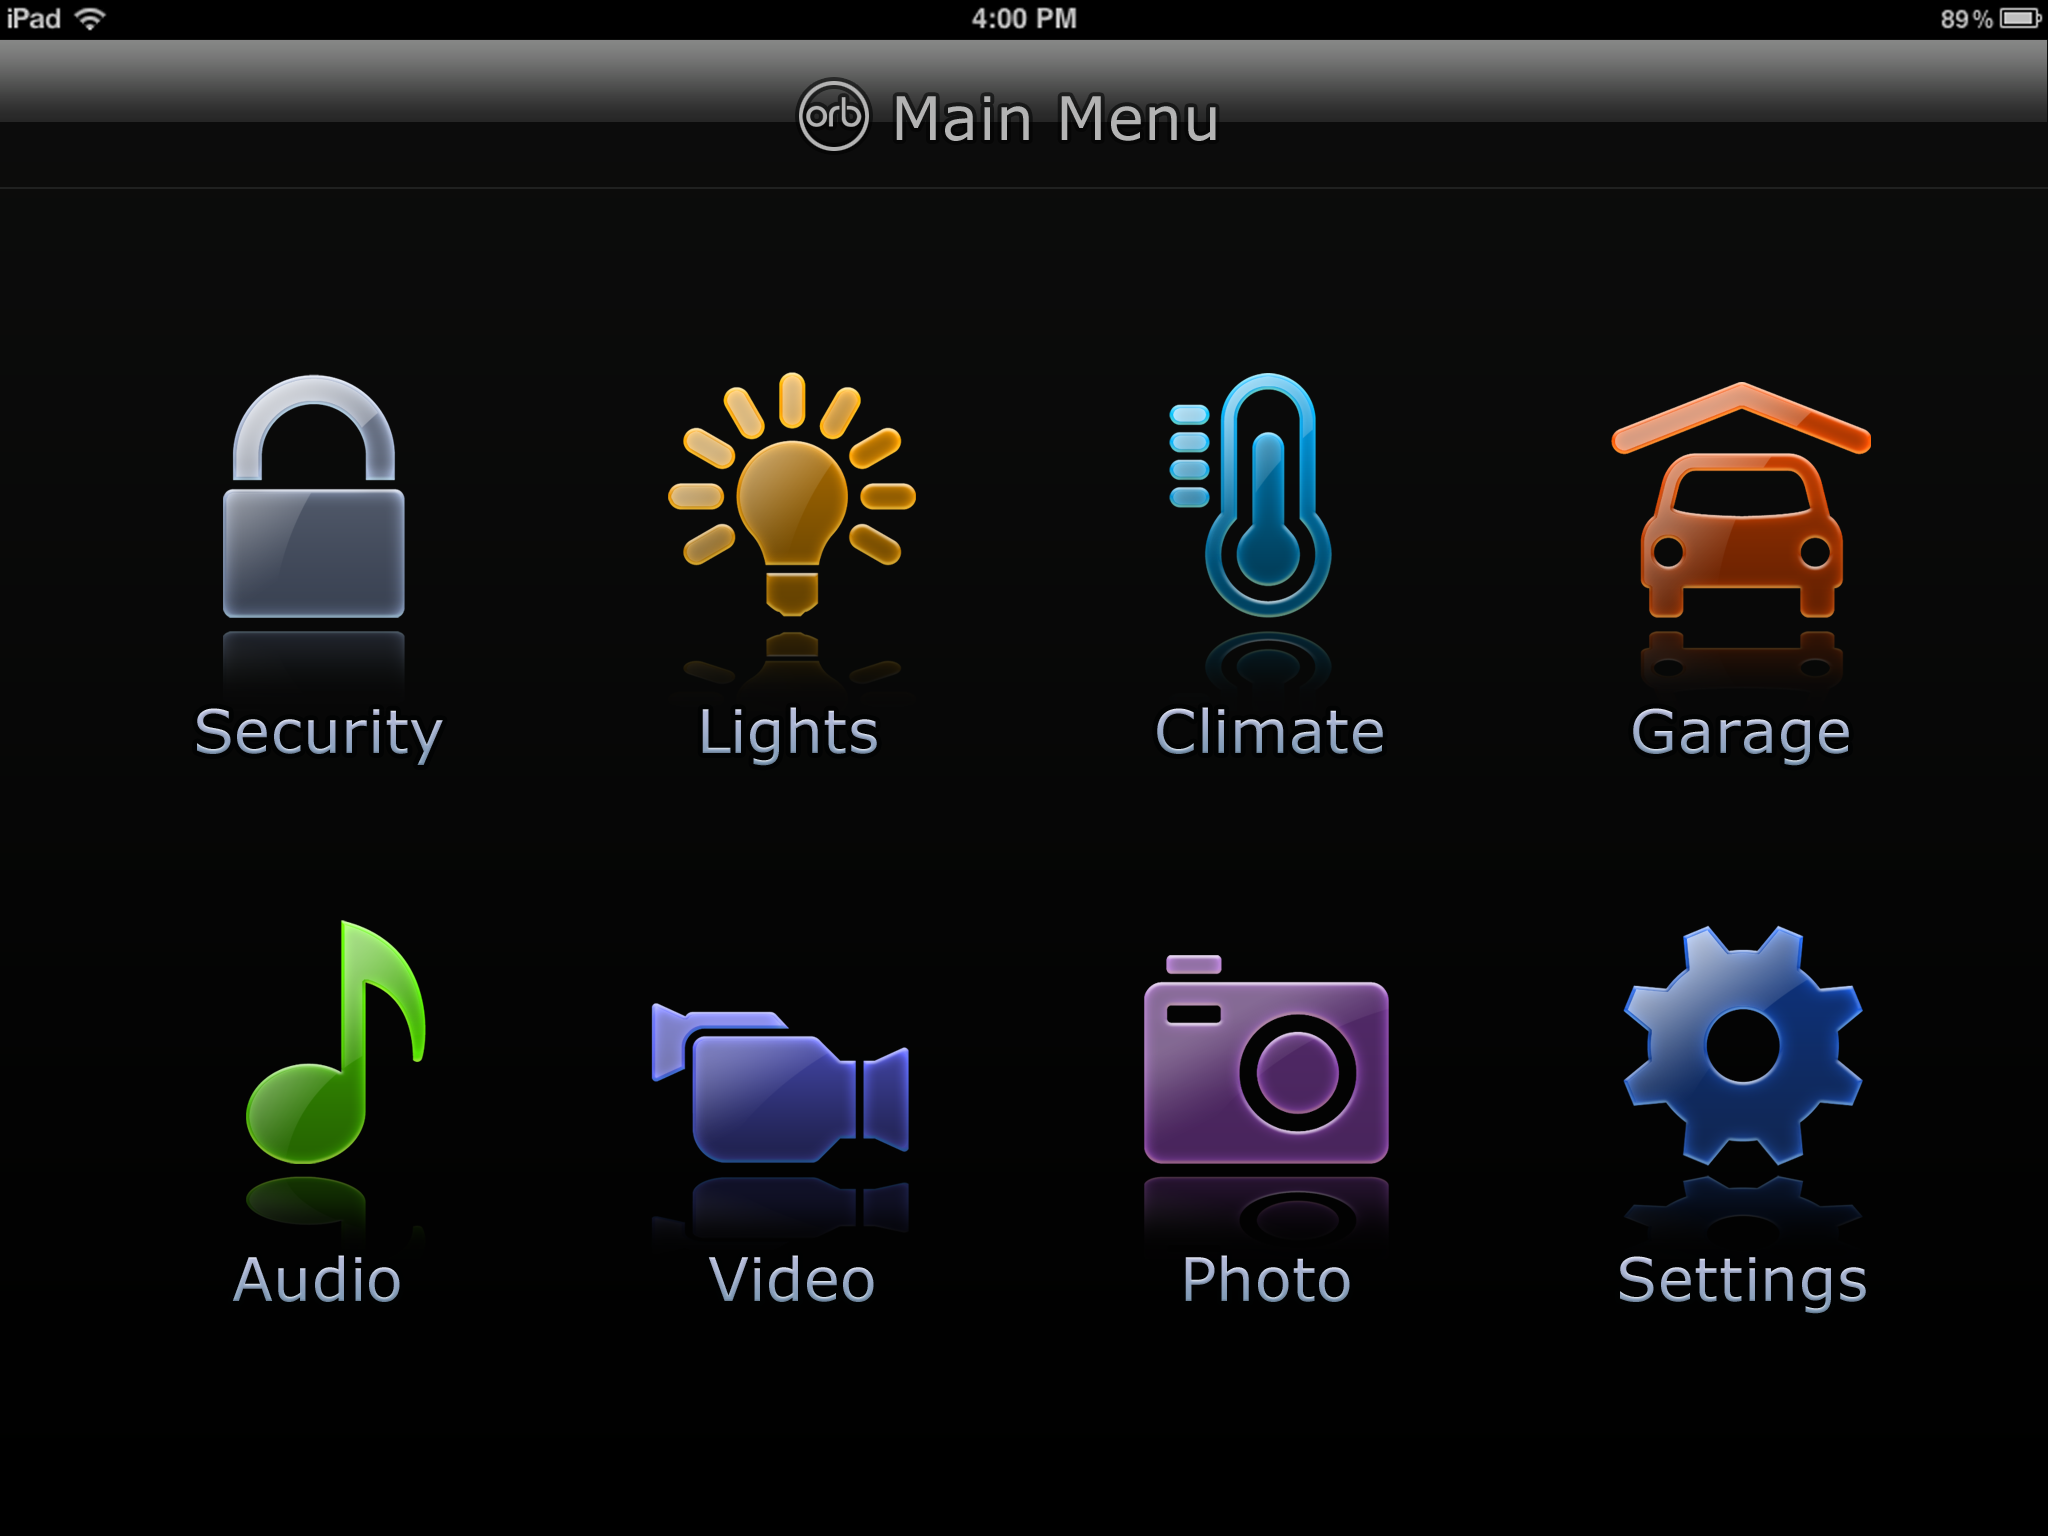 iPad 4:00 PM 89%
orb Main Menu
Security Lights Climate Garage
Audio Video Photo Settings